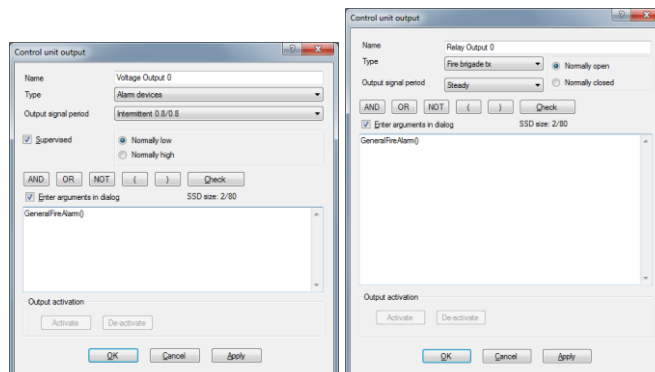 Control unit output
Name Voltage Output 0
Type Alarm devices
Output signal period Intermittent 0.8/0.8
Supervised Normally low
Normally high
AND OR NOT ( ) Check
Enter arguments in dialog SSD size: 2/80
GeneralFireAlarm()
Output activation
Activate De-activate
OK Cancel Apply
Control unit output
Name Relay Output 0
Type Fire brigade tx Normally open
Output signal period Steady Normally closed
AND OR NOT ( ) Check
Enter arguments in dialog SSD size: 2/80
GeneralFireAlarm()
Output activation
Activate De-activate
OK Cancel Apply